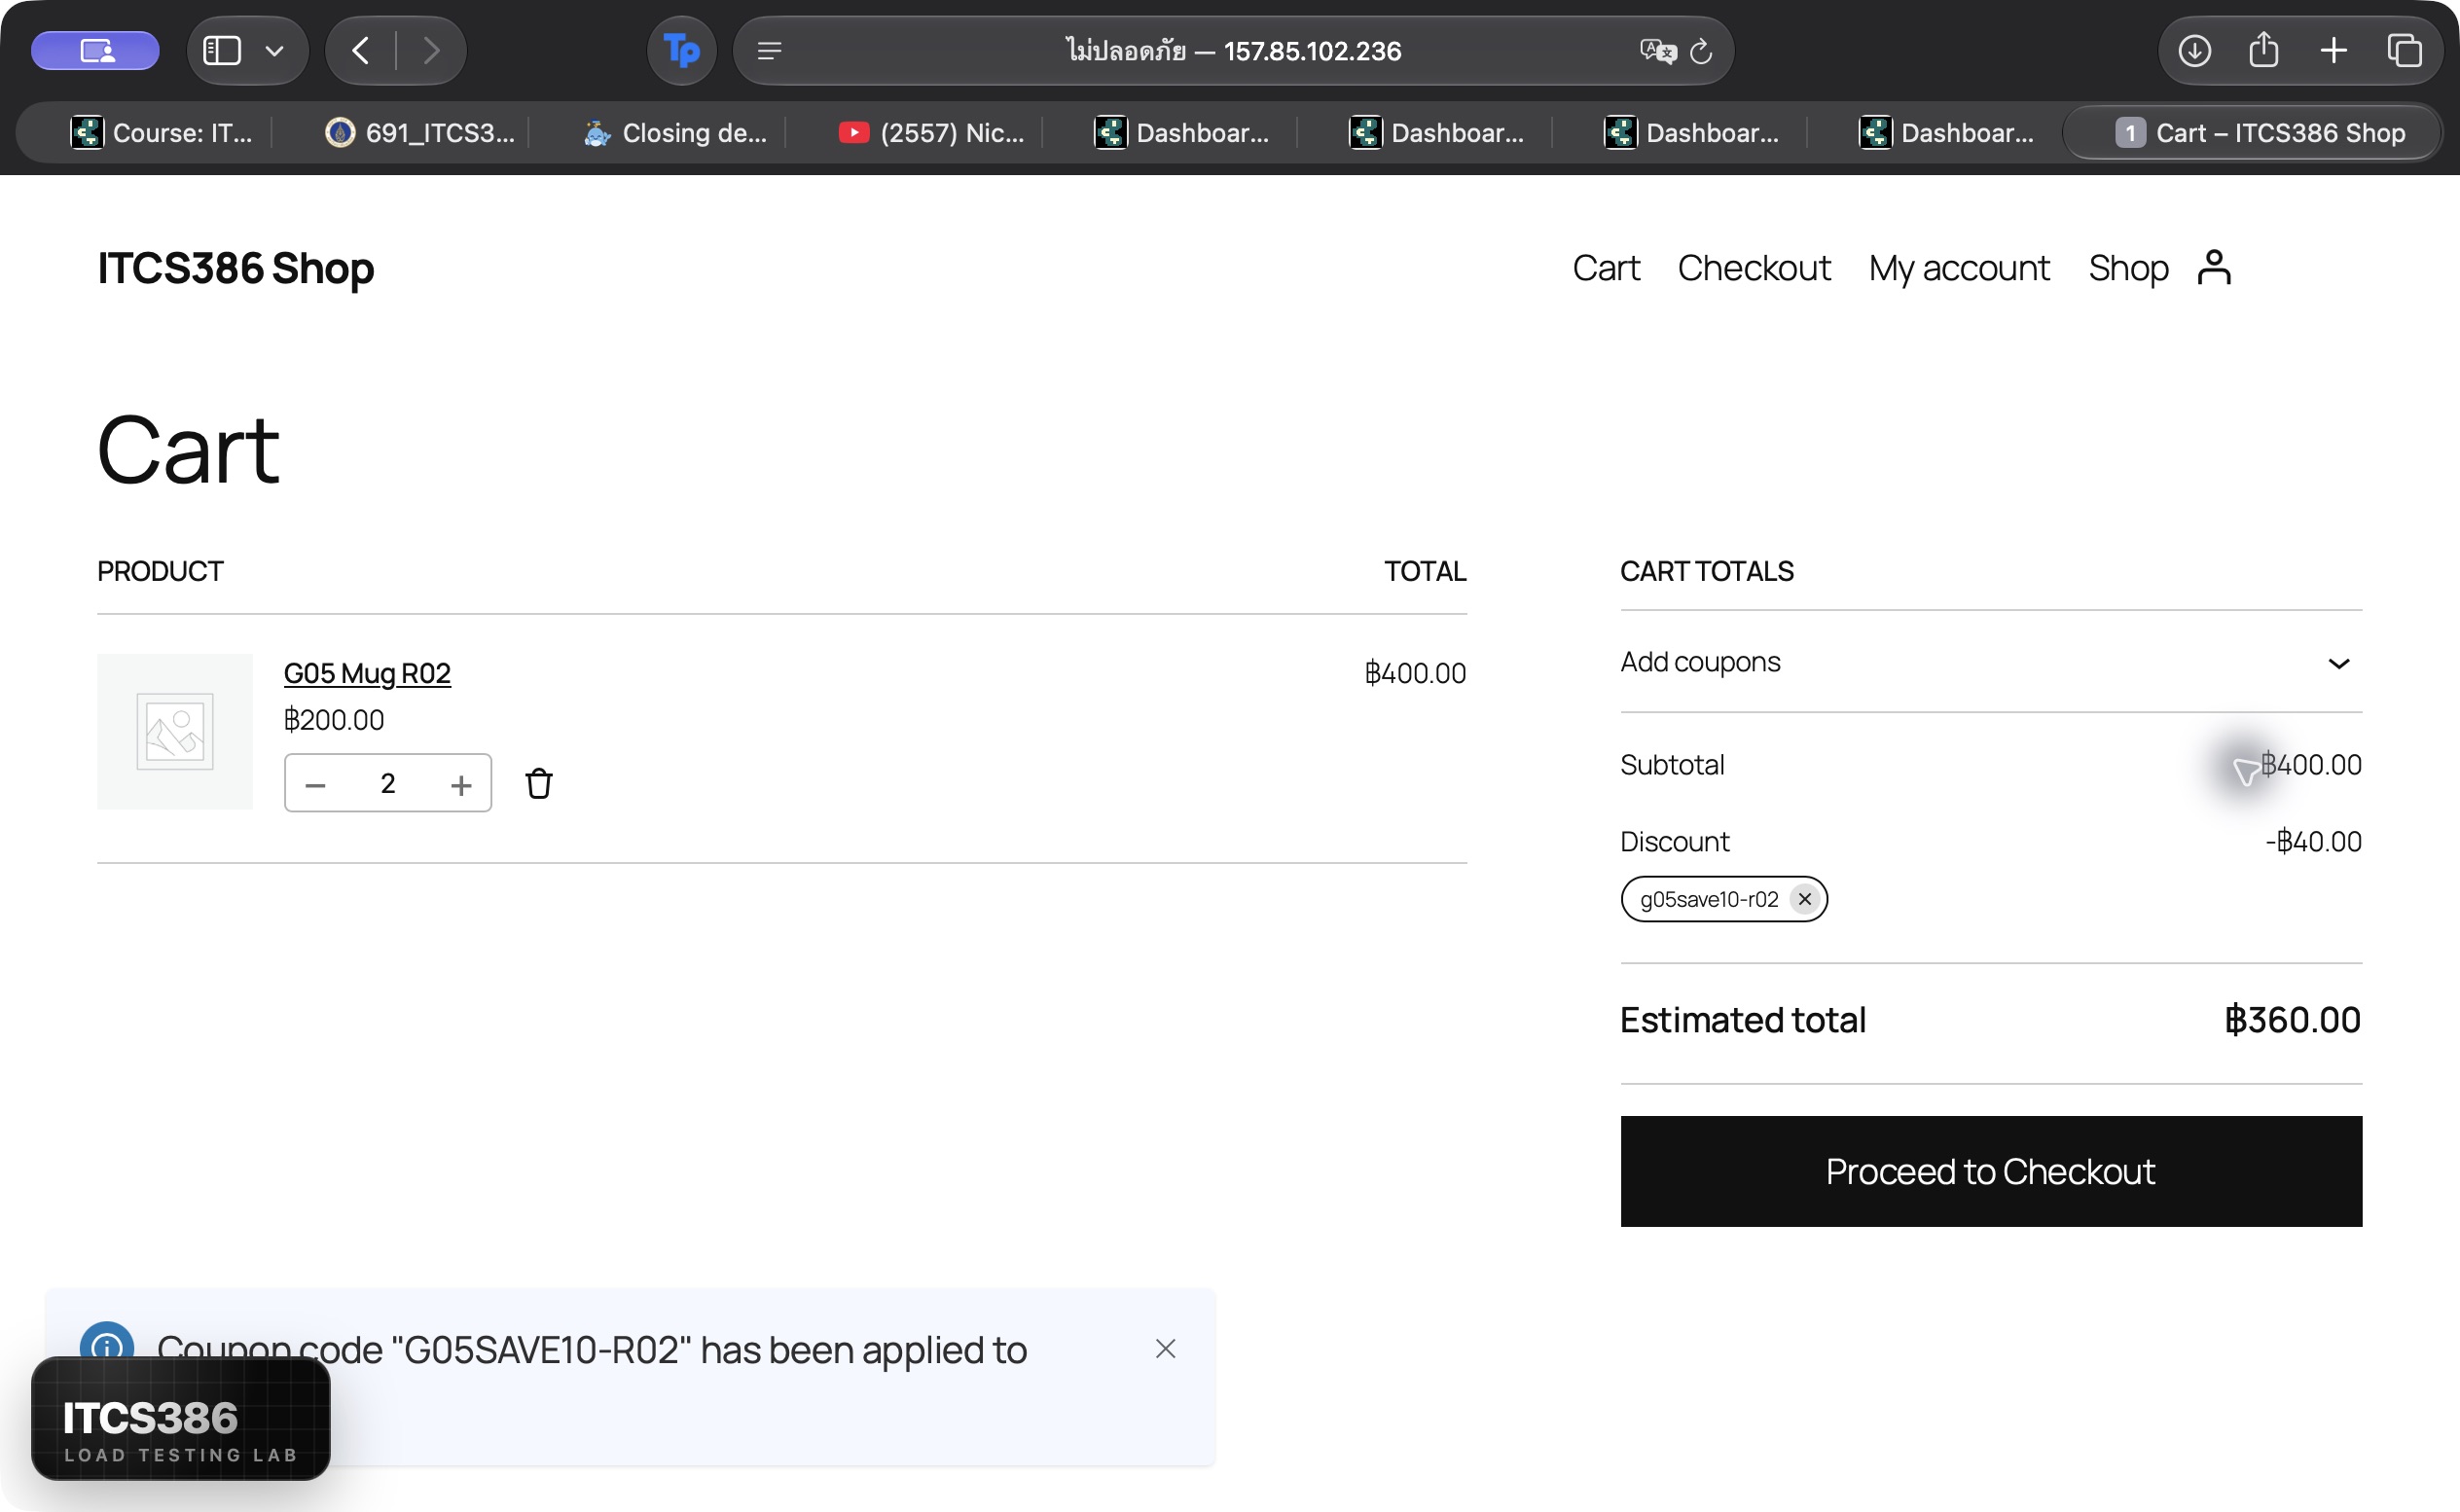 Tp
ไม่ปลอดภัย — 157.85.102.236
Course: IT...
691_ITCS3...
Closing de...
(2557) Nic...
Dashboar...
Dashboar...
Dashboar...
Dashboar...
1 Cart – ITCS386 Shop
ITCS386 Shop
Cart Checkout My account Shop
Cart
PRODUCT TOTAL
G05 Mug R02 ฿400.00
฿200.00
2
CART TOTALS
Add coupons
Subtotal ฿400.00
Discount -฿40.00
g05save10-r02
Estimated total ฿360.00
Proceed to Checkout
Coupon code "G05SAVE10-R02" has been applied to
ITCS386
LOAD TESTING LAB